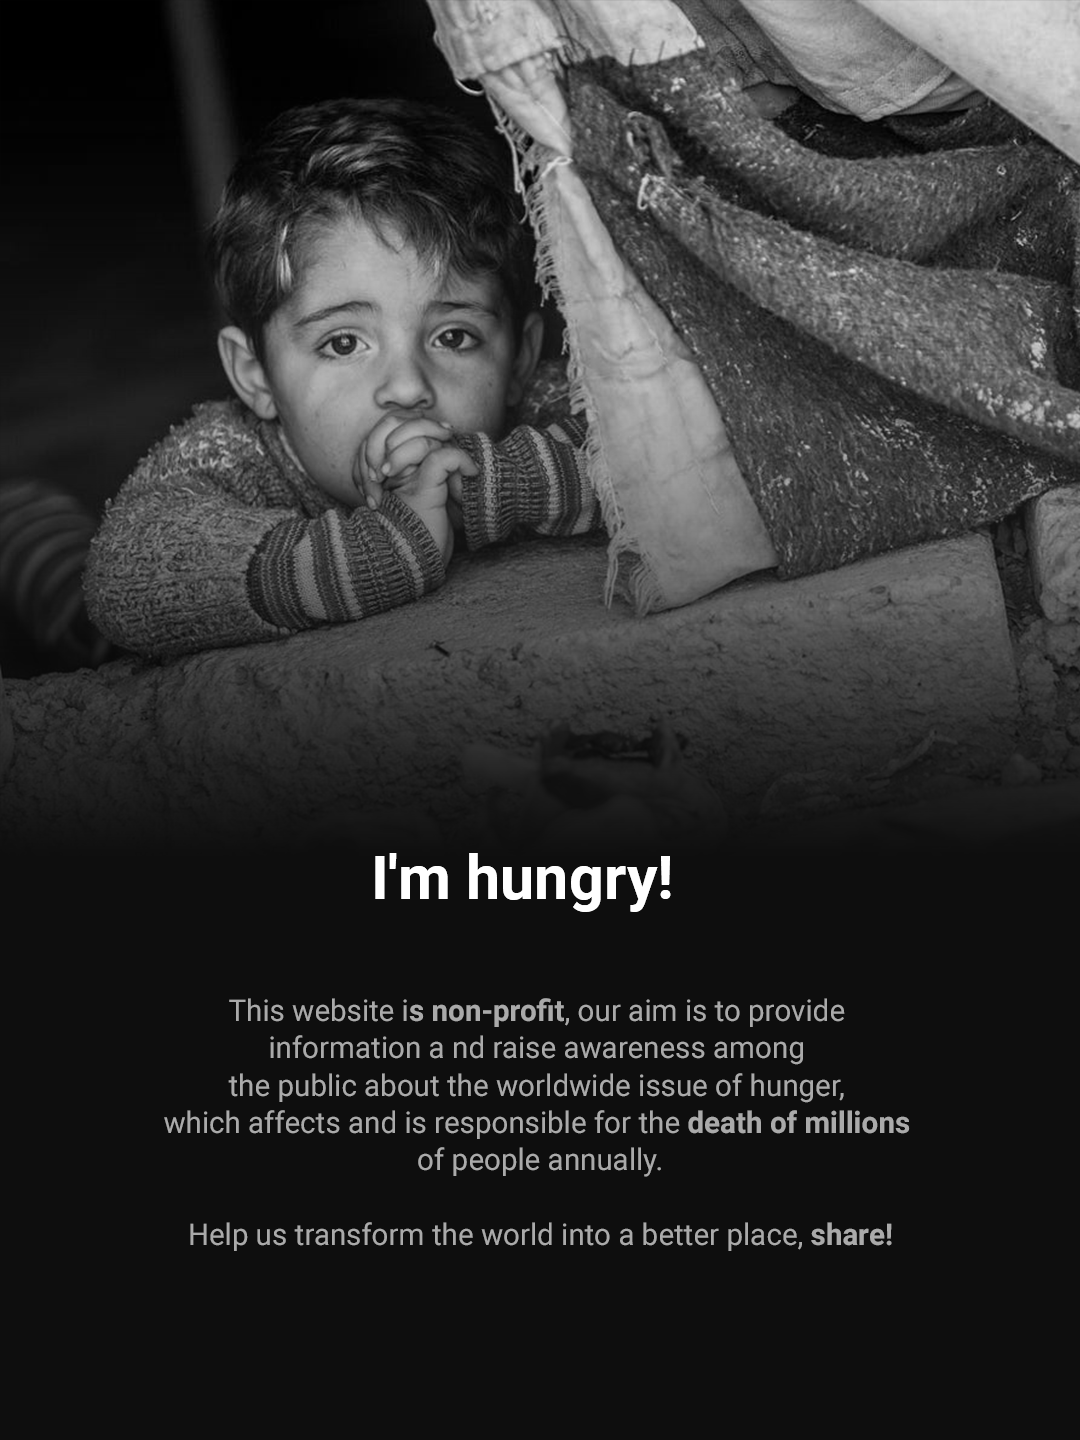 I'm hungry!
This website is non-profit, our aim is to provide
information a nd raise awareness among
the public about the worldwide issue of hunger,
which affects and is responsible for the death of millions
of people annually.
Help us transform the world into a better place, share!